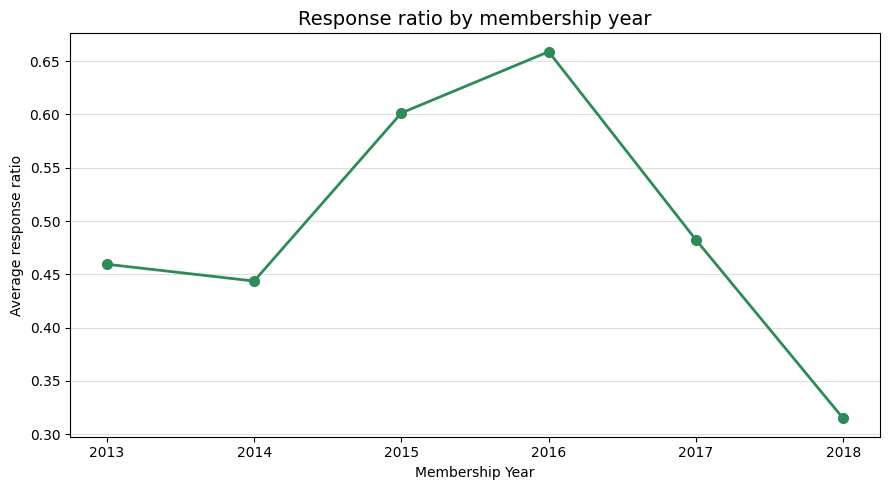 Response ratio by membership year
Average response ratio
0.65
0.60
0.55
0.50
0.45
0.40
0.35
0.30
2013 2014 2015 2016 2017 2018
Membership Year